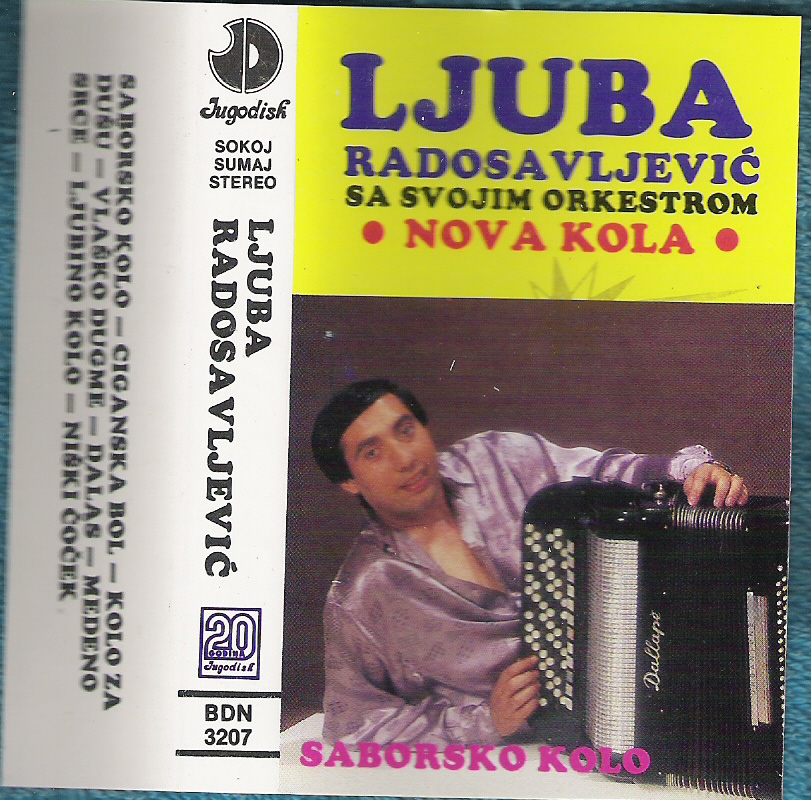 SABORSKO KOLO – CIGANSKA BOL – KOLO ZA
DUŠU – VLAŠKO DUGME – DALAS – MEDENO
SRCE – LJUBINO KOLO – NIŠKI ČOČEK
Jugodisk
SOKOJ
SUMAJ
STEREO
LJUBA
RADOSAVLJEVIĆ
20
GODINA
Jugodisk
BDN
3207
LJUBA
RADOSAVLJEVIĆ
SA SVOJIM ORKESTROM
• NOVA KOLA •
Dallapè
SABORSKO KOLO